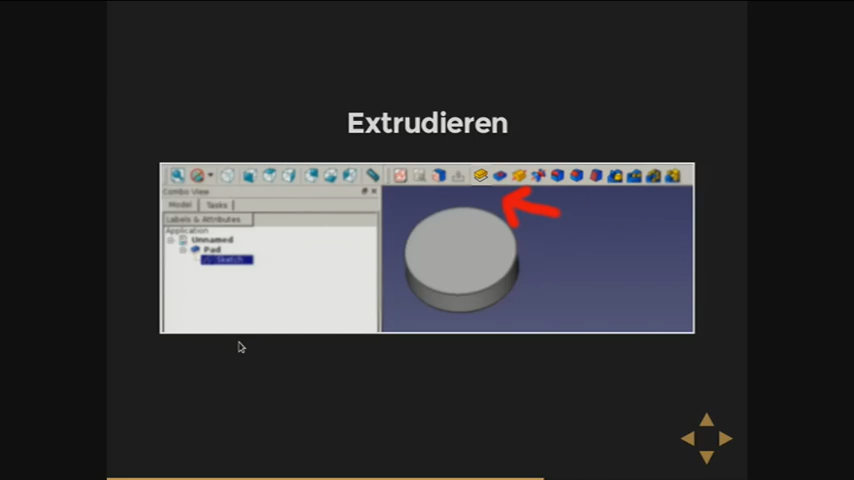 Extrudieren
Combo View
Model Tasks
Labels & Attributes
Application
Unnamed
Pad
Sketch